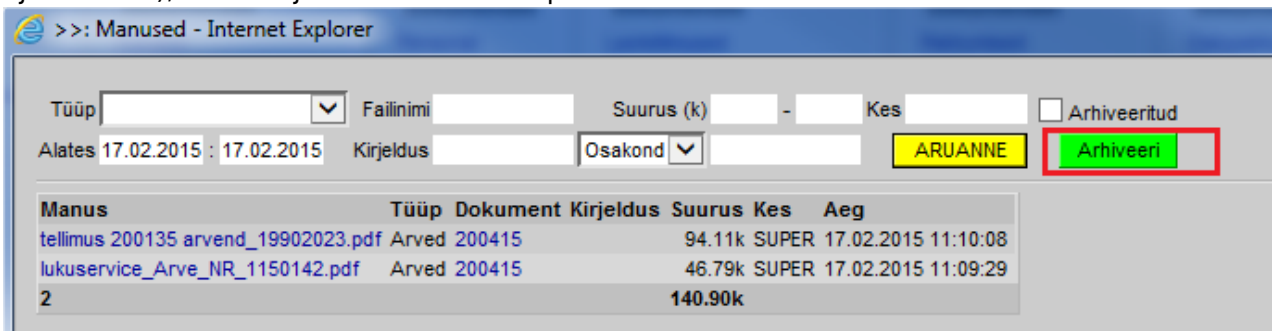 >>: Manused - Internet Explorer
Tüüp Failinimi Suurus (k) - Kes Arhiveeritud
Alates 17.02.2015 : 17.02.2015 Kirjeldus Osakond ARUANNE Arhiveeri
Manus Tüüp Dokument Kirjeldus Suurus Kes Aeg
tellimus 200135 arvend_19902023.pdf Arved 200415 94.11k SUPER 17.02.2015 11:10:08
lukuservice_Arve_NR_1150142.pdf Arved 200415 46.79k SUPER 17.02.2015 11:09:29
2 140.90k